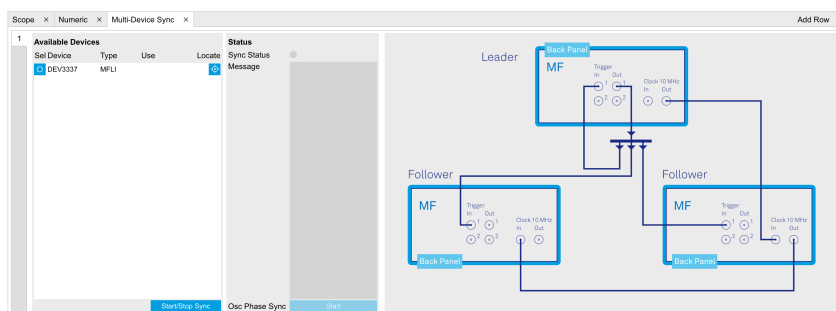 Scope × Numeric × Multi-Device Sync × Add Row
1
Available Devices
Sel Device Type Use Locate
DEV3337 MFLI
Start/Stop Sync
Status
Sync Status
Message
Osc Phase Sync Start
Leader
Back Panel
MF
Trigger
In Out
1 1
2 2
Clock 10 MHz
In Out
Follower
MF
Trigger
In Out
1 1
2 2
Clock 10 MHz
In Out
Back Panel
Follower
MF
Trigger
In Out
1 1
2 2
Clock 10 MHz
In Out
Back Panel